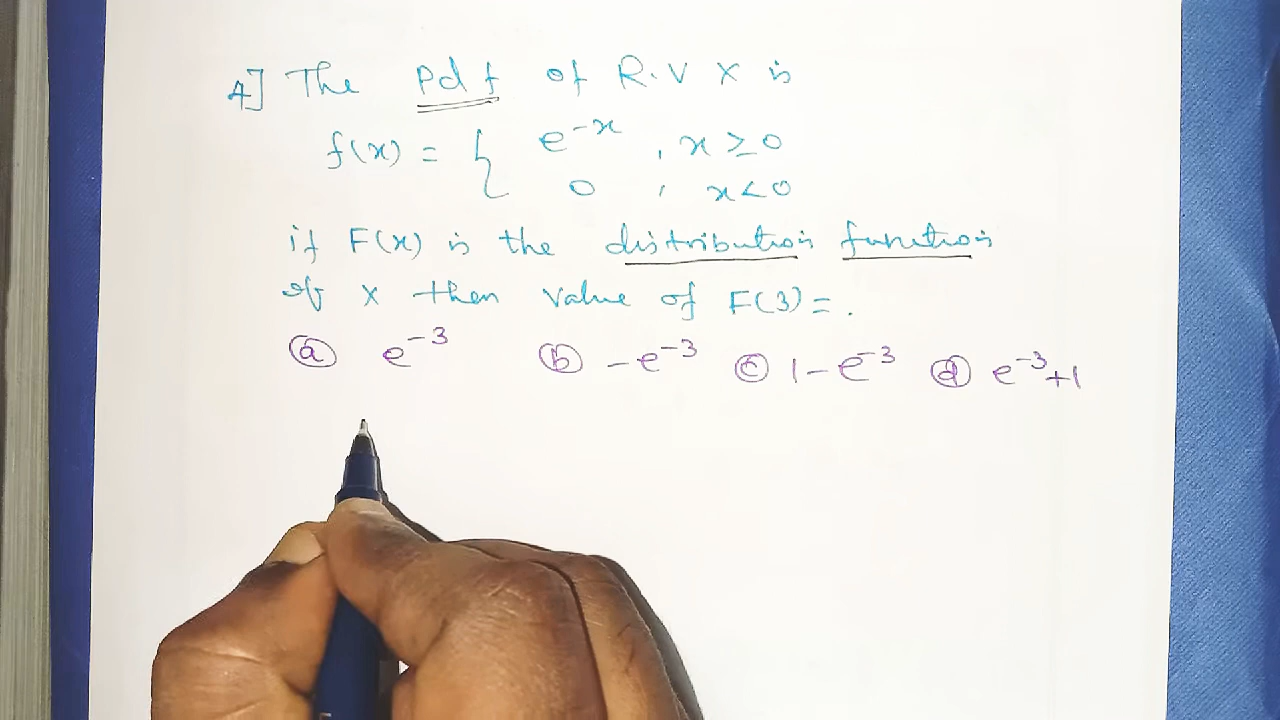 4] The Pdf of R.V X is
f(x) = { e^-x , x ≥ 0
0 , x < 0
if F(x) is the distribution function
of X then value of F(3) = .
ⓐ e^-3 ⓑ -e^-3 ⓒ 1-e^-3 ⓓ e^-3+1